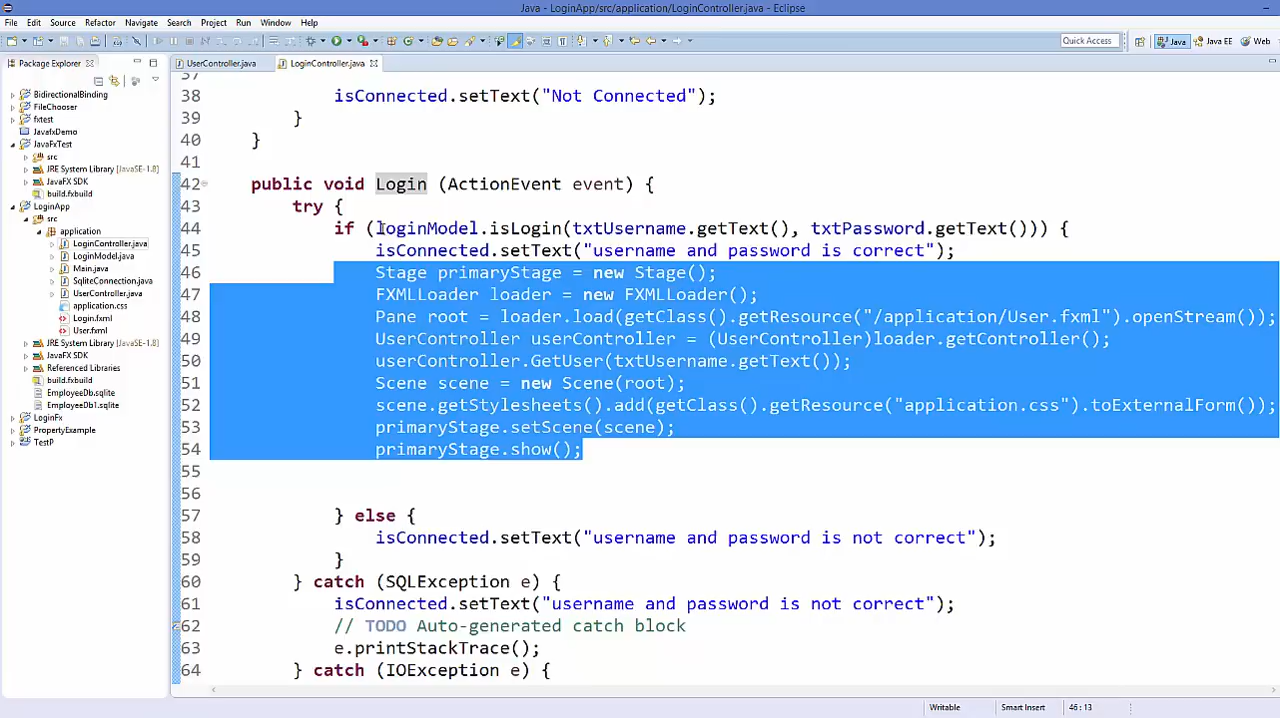 Java - LoginApp/src/application/LoginController.java - Eclipse
File Edit Source Refactor Navigate Search Project Run Window Help
Quick Access Java Java EE Web
Package Explorer
UserController.java LoginController.java
BidirectionalBinding
FileChooser
fxtest
JavafxDemo
JavaFxTest
src
JRE System Library [JavaSE-1.8]
JavaFX SDK
build.fxbuild
LoginApp
src
application
LoginController.java
LoginModel.java
Main.java
SqliteConnection.java
UserController.java
application.css
Login.fxml
User.fxml
JRE System Library [JavaSE-1.8]
JavaFX SDK
Referenced Libraries
build.fxbuild
EmployeeDb.sqlite
EmployeeDb1.sqlite
LoginFx
PropertyExample
TestP
37
38 isConnected.setText("Not Connected");
39 }
40 }
41
42 public void Login (ActionEvent event) {
43 try {
44 if (loginModel.isLogin(txtUsername.getText(), txtPassword.getText())) {
45 isConnected.setText("username and password is correct");
46 Stage primaryStage = new Stage();
47 FXMLLoader loader = new FXMLLoader();
48 Pane root = loader.load(getClass().getResource("/application/User.fxml").openStream());
49 UserController userController = (UserController)loader.getController();
50 userController.GetUser(txtUsername.getText());
51 Scene scene = new Scene(root);
52 scene.getStylesheets().add(getClass().getResource("application.css").toExternalForm());
53 primaryStage.setScene(scene);
54 primaryStage.show();
55
56
57 } else {
58 isConnected.setText("username and password is not correct");
59 }
60 } catch (SQLException e) {
61 isConnected.setText("username and password is not correct");
62 // TODO Auto-generated catch block
63 e.printStackTrace();
64 } catch (IOException e) {
Writable Smart Insert 46 : 13